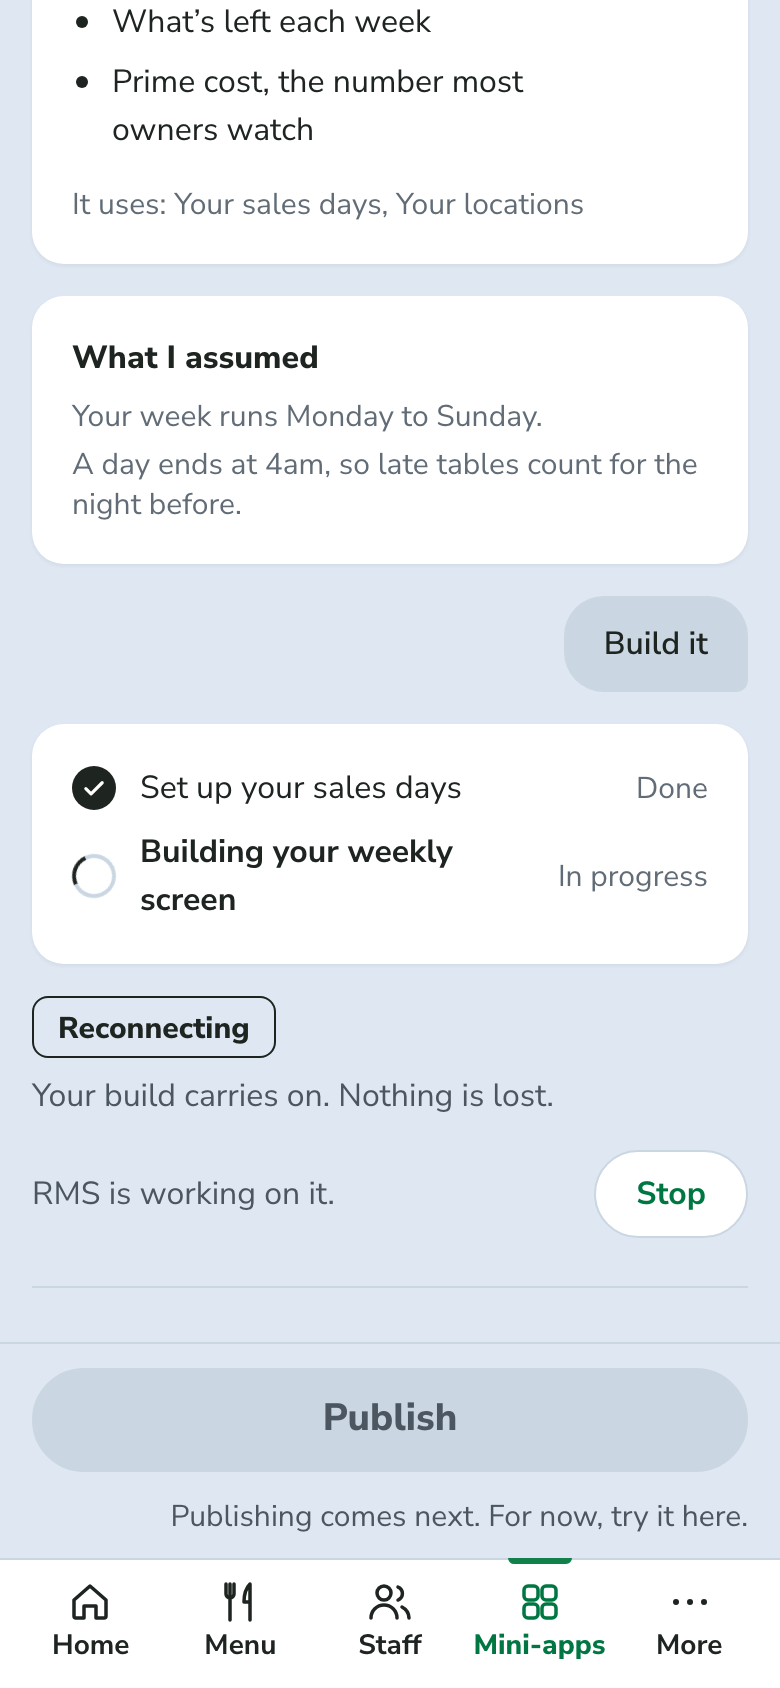 What’s left each week
Prime cost, the number most
owners watch
It uses: Your sales days, Your locations
What I assumed
Your week runs Monday to Sunday.
A day ends at 4am, so late tables count for the
night before.
Build it
Set up your sales days Done
Building your weekly
screen
In progress
Reconnecting
Your build carries on. Nothing is lost.
RMS is working on it. Stop
Publish
Publishing comes next. For now, try it here.
Home Menu Staff Mini-apps More